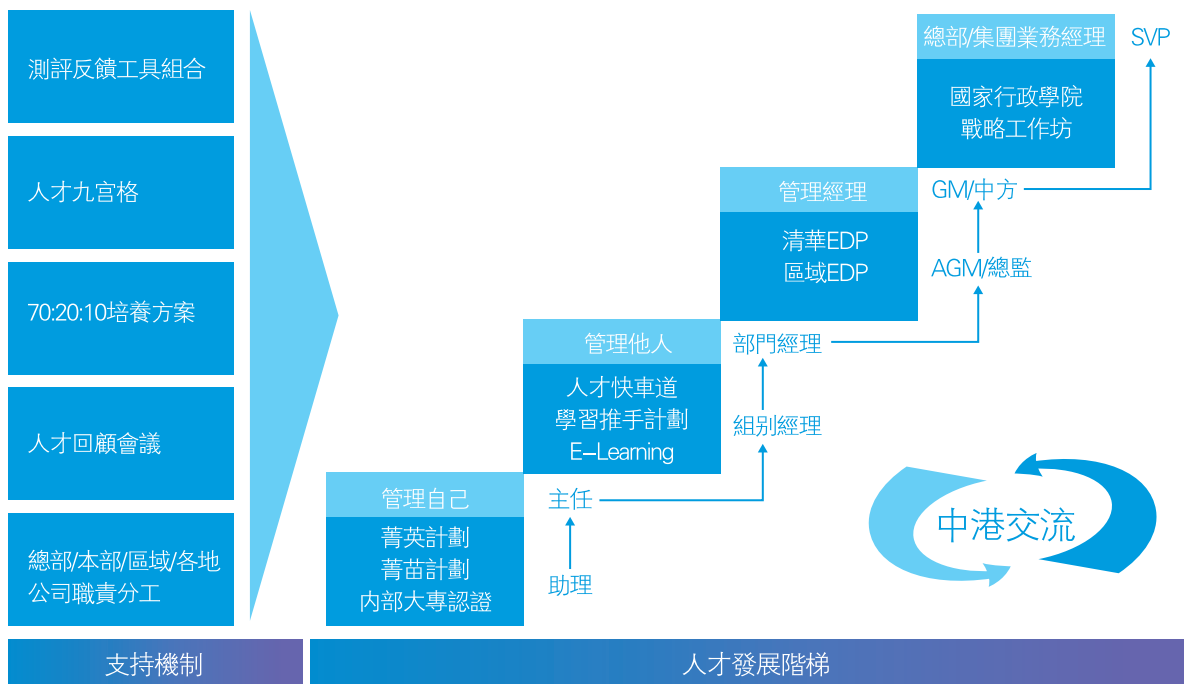 測評反饋工具組合
人才九宫格
70:20:10培養方案
人才回顧會議
總部/本部/區域/各地
公司職責分工
支持機制
總部/集團業務經理
國家行政學院
戰略工作坊
SVP
管理經理
清華EDP
區域EDP
GM/中方
AGM/總監
管理他人
人才快車道
學習推手計劃
E-Learning
部門經理
組别經理
管理自己
菁英計劃
菁苗計劃
内部大專認證
主任
助理
中港交流
人才發展階梯